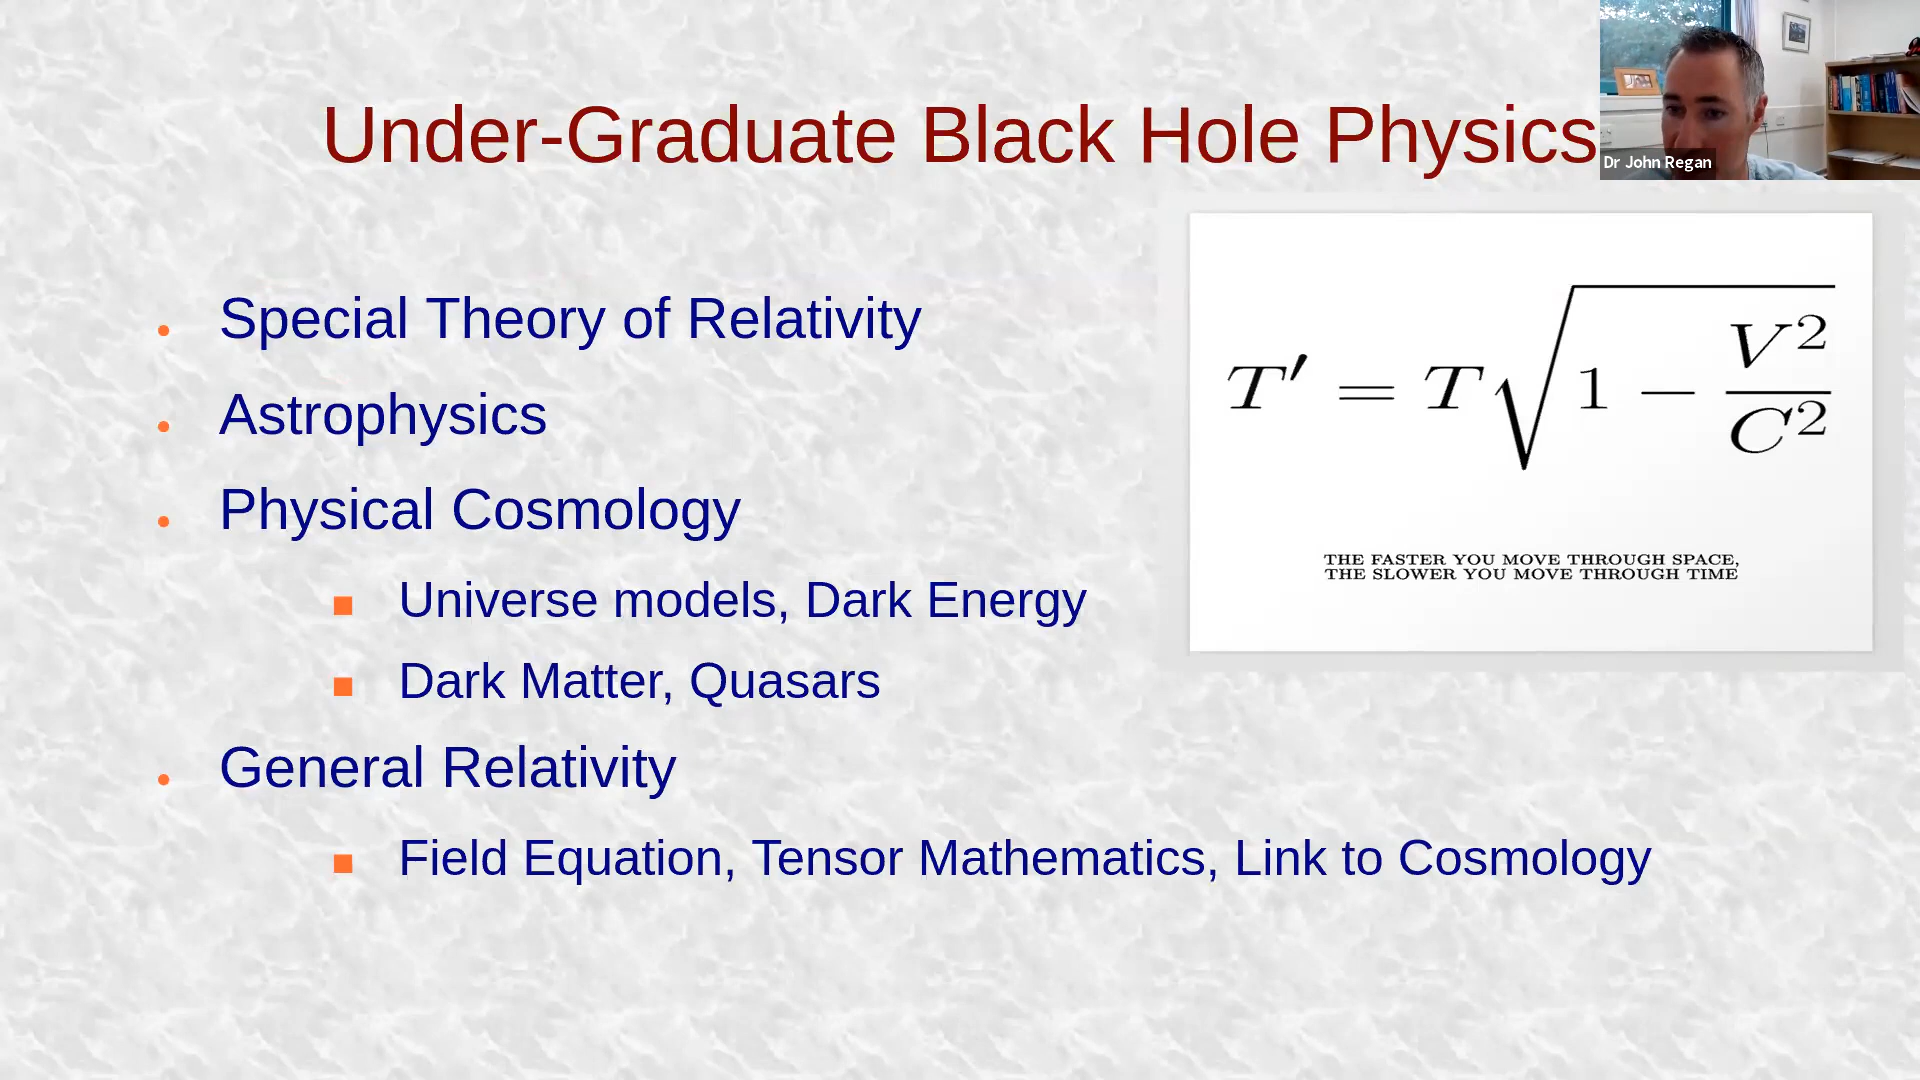 Under-Graduate Black Hole Physics
Dr John Regan
Special Theory of Relativity
Astrophysics
Physical Cosmology
Universe models, Dark Energy
Dark Matter, Quasars
General Relativity
Field Equation, Tensor Mathematics, Link to Cosmology
T′ = T√(1 − V²/C²)
THE FASTER YOU MOVE THROUGH SPACE,
THE SLOWER YOU MOVE THROUGH TIME